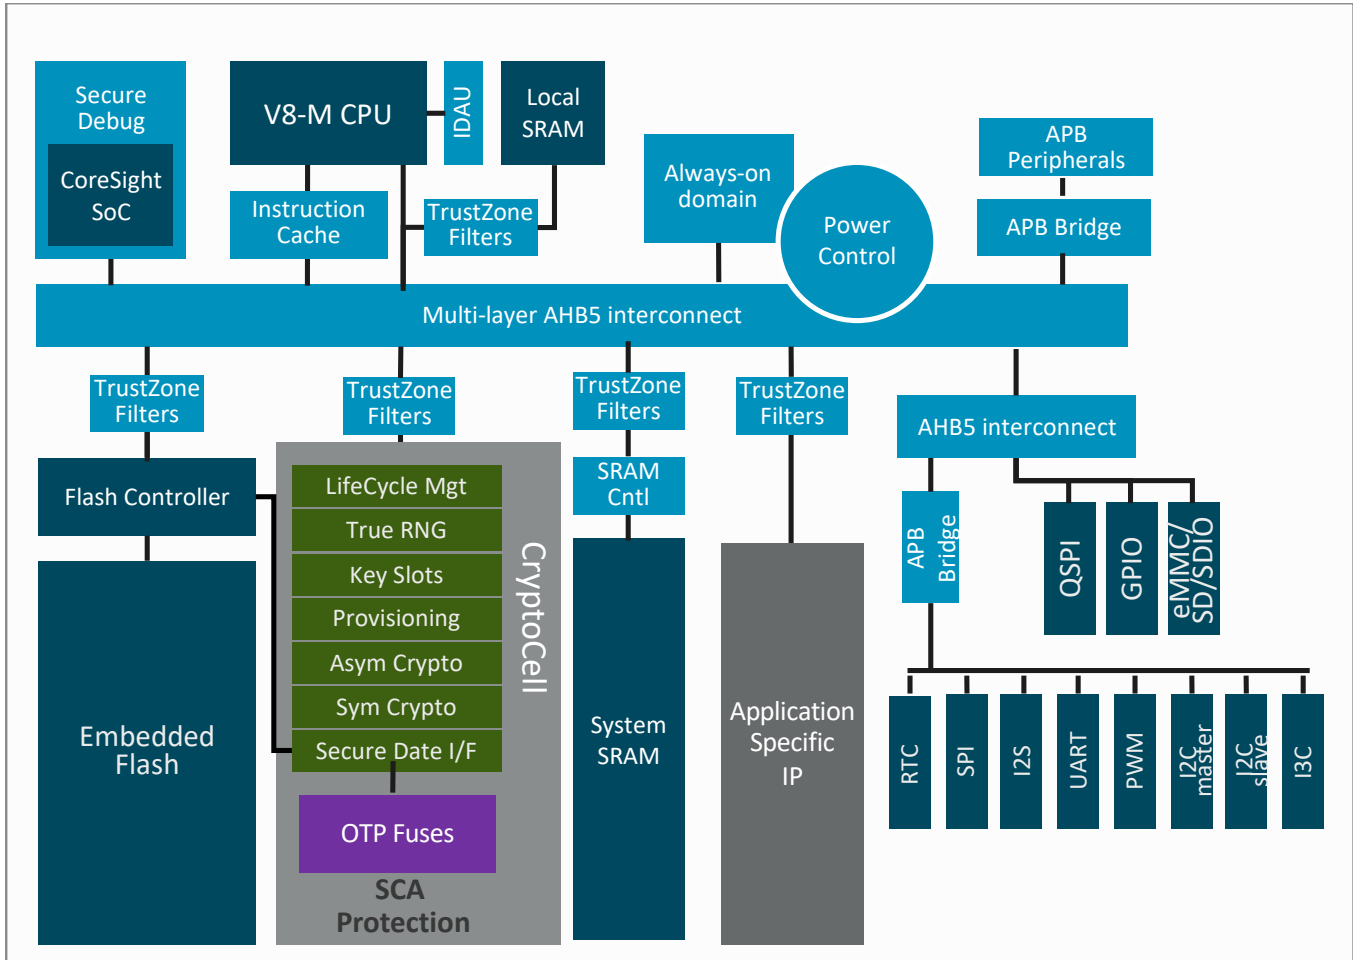 Secure
Debug
CoreSight
SoC
V8-M CPU
IDAU
Local
SRAM
Instruction
Cache
TrustZone
Filters
Always-on
domain
Power
Control
APB
Peripherals
APB Bridge
Multi-layer AHB5 interconnect
TrustZone
Filters
TrustZone
Filters
TrustZone
Filters
TrustZone
Filters
AHB5 interconnect
Flash Controller
Embedded
Flash
LifeCycle Mgt
True RNG
Key Slots
Provisioning
Asym Crypto
Sym Crypto
Secure Date I/F
CryptoCell
OTP Fuses
SCA
Protection
SRAM
Cntl
System
SRAM
Application
Specific
IP
APB
Bridge
QSPI
GPIO
eMMC/
SD/SDIO
RTC
SPI
I2S
UART
PWM
I2C
master
I2C
slave
I3C